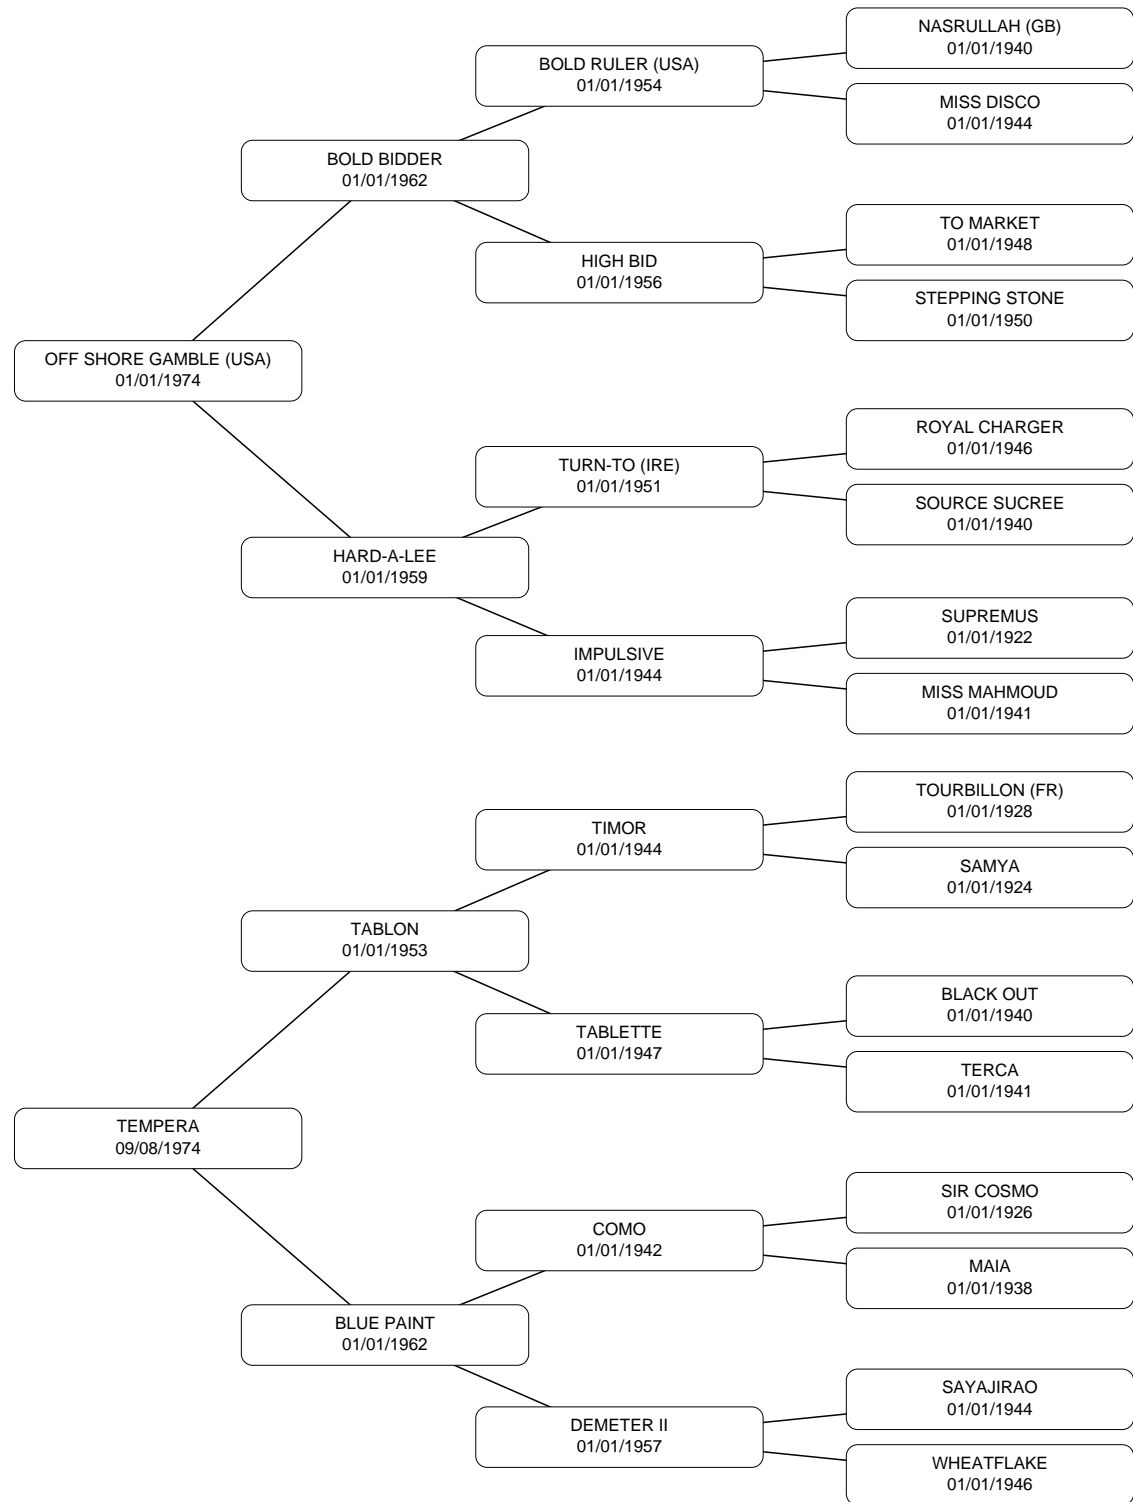 NASRULLAH (GB)
01/01/1940
BOLD RULER (USA)
01/01/1954
MISS DISCO
01/01/1944
BOLD BIDDER
01/01/1962
TO MARKET
01/01/1948
HIGH BID
01/01/1956
STEPPING STONE
01/01/1950
OFF SHORE GAMBLE (USA)
01/01/1974
ROYAL CHARGER
01/01/1946
TURN-TO (IRE)
01/01/1951
SOURCE SUCREE
01/01/1940
HARD-A-LEE
01/01/1959
SUPREMUS
01/01/1922
IMPULSIVE
01/01/1944
MISS MAHMOUD
01/01/1941
TOURBILLON (FR)
01/01/1928
TIMOR
01/01/1944
SAMYA
01/01/1924
TABLON
01/01/1953
BLACK OUT
01/01/1940
TABLETTE
01/01/1947
TERCA
01/01/1941
TEMPERA
09/08/1974
SIR COSMO
01/01/1926
COMO
01/01/1942
MAIA
01/01/1938
BLUE PAINT
01/01/1962
SAYAJIRAO
01/01/1944
DEMETER II
01/01/1957
WHEATFLAKE
01/01/1946